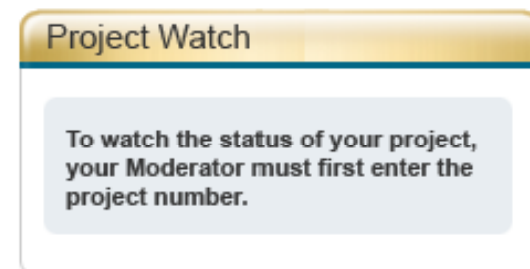 Project Watch
To watch the status of your project,
your Moderator must first enter the
project number.